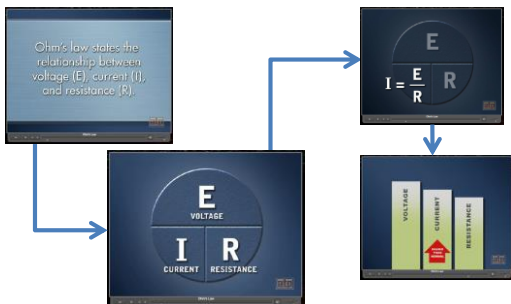 Ohm's law states the
relationship between
voltage (E), current (I),
and resistance (R).
E
VOLTAGE
I R
CURRENT RESISTANCE
E
I = E/R
R
VOLTAGE
CURRENT
RESISTANCE